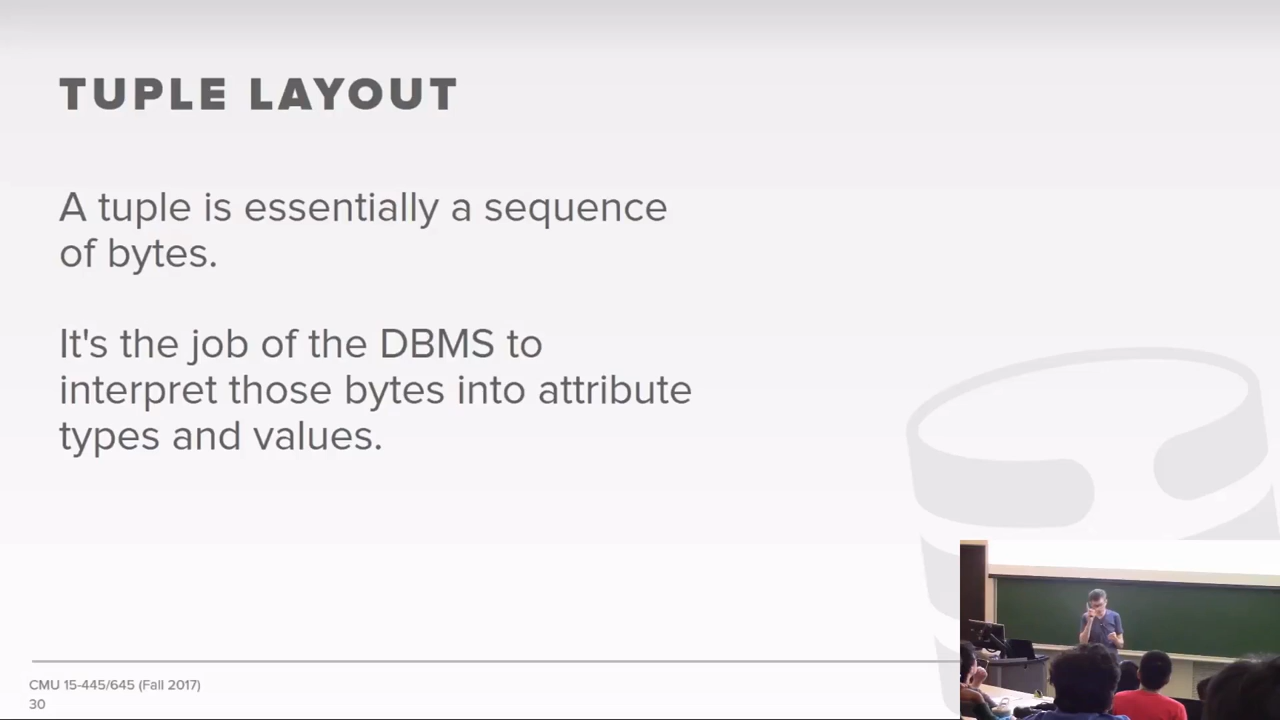 TUPLE LAYOUT
A tuple is essentially a sequence
of bytes.
It's the job of the DBMS to
interpret those bytes into attribute
types and values.
CMU 15-445/645 (Fall 2017)
30